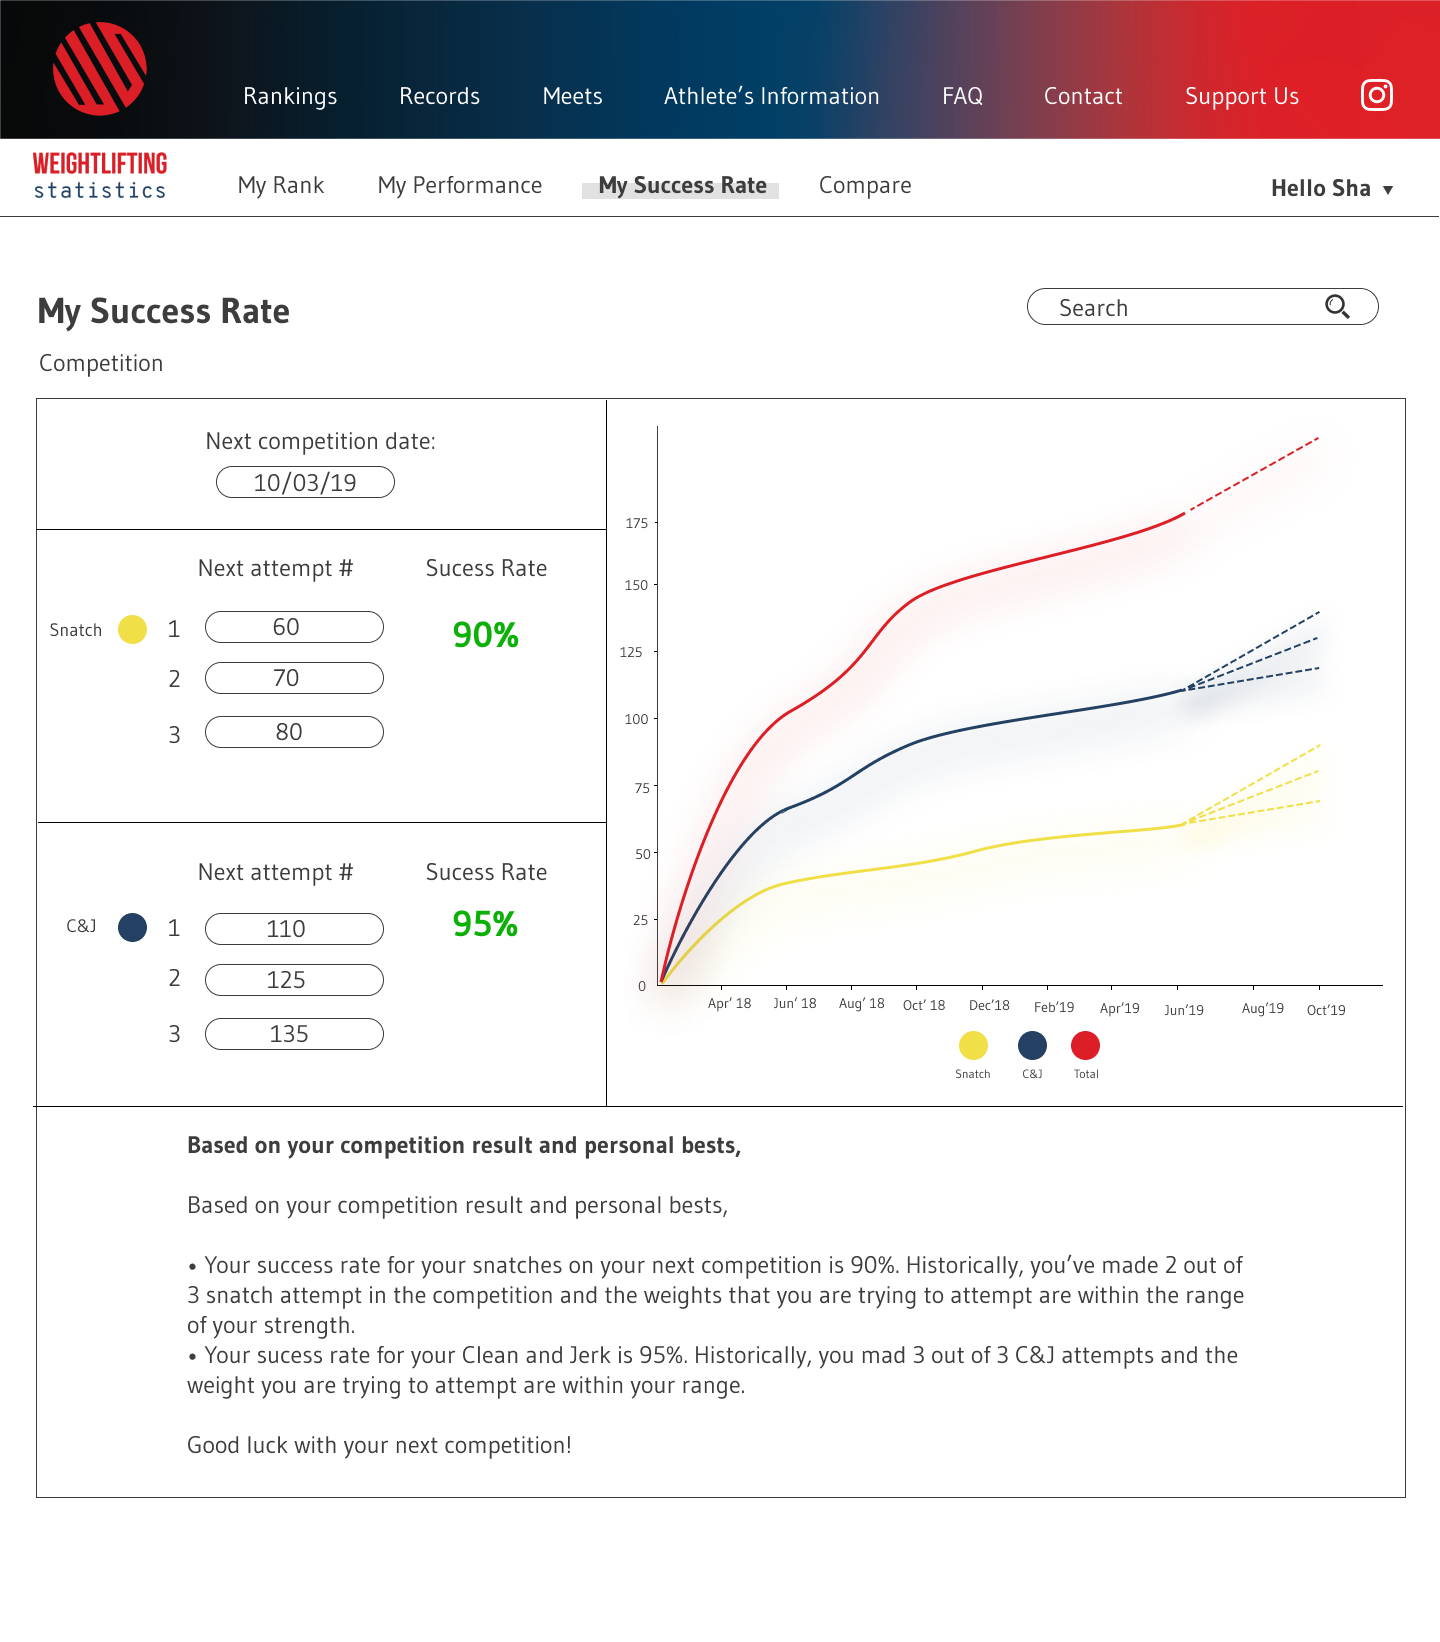 Rankings Records Meets Athlete’s Information FAQ Contact Support Us
WEIGHTLIFTING
statistics
My Rank My Performance My Success Rate Compare Hello Sha ▼
My Success Rate
Search
Competition
Next competition date:
10/03/19
Next attempt # Sucess Rate
Snatch 1 60 90%
2 70
3 80
Next attempt # Sucess Rate
C&J 1 110 95%
2 125
3 135
175
150
125
100
75
50
25
0
Apr’ 18 Jun’ 18 Aug’ 18 Oct’ 18 Dec’18 Feb’19 Apr’19 Jun’19 Aug’19 Oct’19
Snatch C&J Total
Based on your competition result and personal bests,
Based on your competition result and personal bests,
• Your success rate for your snatches on your next competition is 90%. Historically, you’ve made 2 out of
3 snatch attempt in the competition and the weights that you are trying to attempt are within the range
of your strength.
• Your sucess rate for your Clean and Jerk is 95%. Historically, you mad 3 out of 3 C&J attempts and the
weight you are trying to attempt are within your range.
Good luck with your next competition!